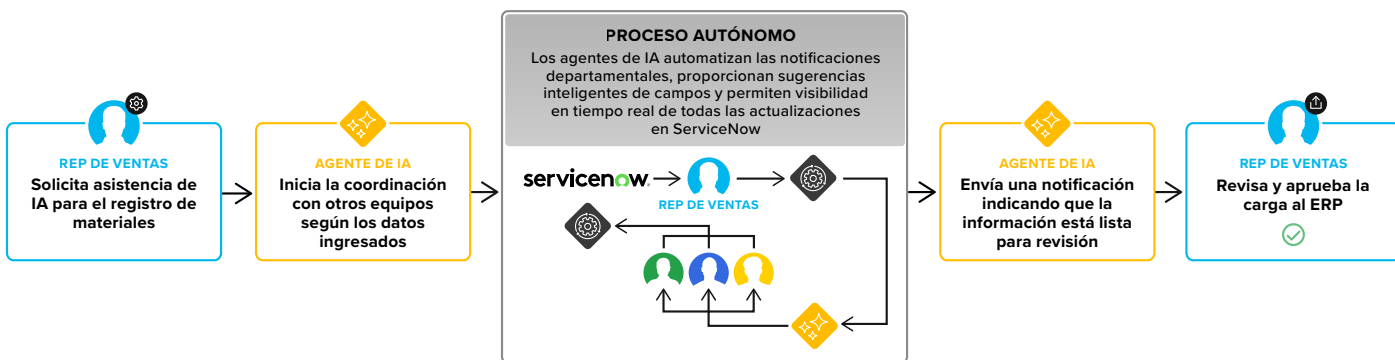 REP DE VENTAS
Solicita asistencia de
IA para el registro de
materiales
AGENTE DE IA
Inicia la coordinación
con otros equipos
según los datos
ingresados
PROCESO AUTÓNOMO
Los agentes de IA automatizan las notificaciones
departamentales, proporcionan sugerencias
inteligentes de campos y permiten visibilidad
en tiempo real de todas las actualizaciones
en ServiceNow
servicenow.
REP DE VENTAS
AGENTE DE IA
Envía una notificación
indicando que la
información está lista
para revisión
REP DE VENTAS
Revisa y aprueba la
carga al ERP